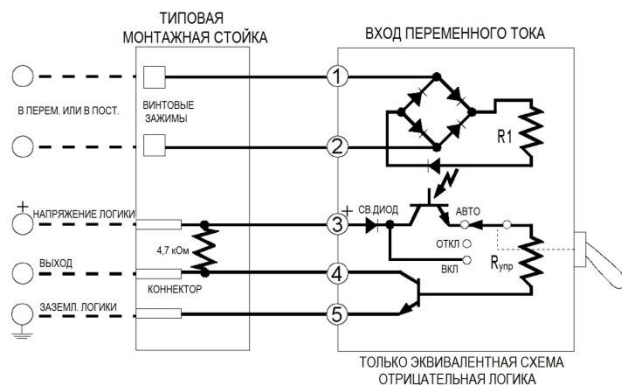 ТИПОВАЯ
МОНТАЖНАЯ СТОЙКА
ВХОД ПЕРЕМЕННОГО ТОКА
В ПЕРЕМ. ИЛИ В ПОСТ.
ВИНТОВЫЕ
ЗАЖИМЫ
1
R1
2
+
НАПРЯЖЕНИЕ ЛОГИКИ
3
+
СВ.ДИОД
АВТО
4,7 кОм
ОТКЛ
ВКЛ
Rупр
ВЫХОД
КОННЕКТОР
4
ЗАЗЕМЛ. ЛОГИКИ
5
ТОЛЬКО ЭКВИВАЛЕНТНАЯ СХЕМА
ОТРИЦАТЕЛЬНАЯ ЛОГИКА